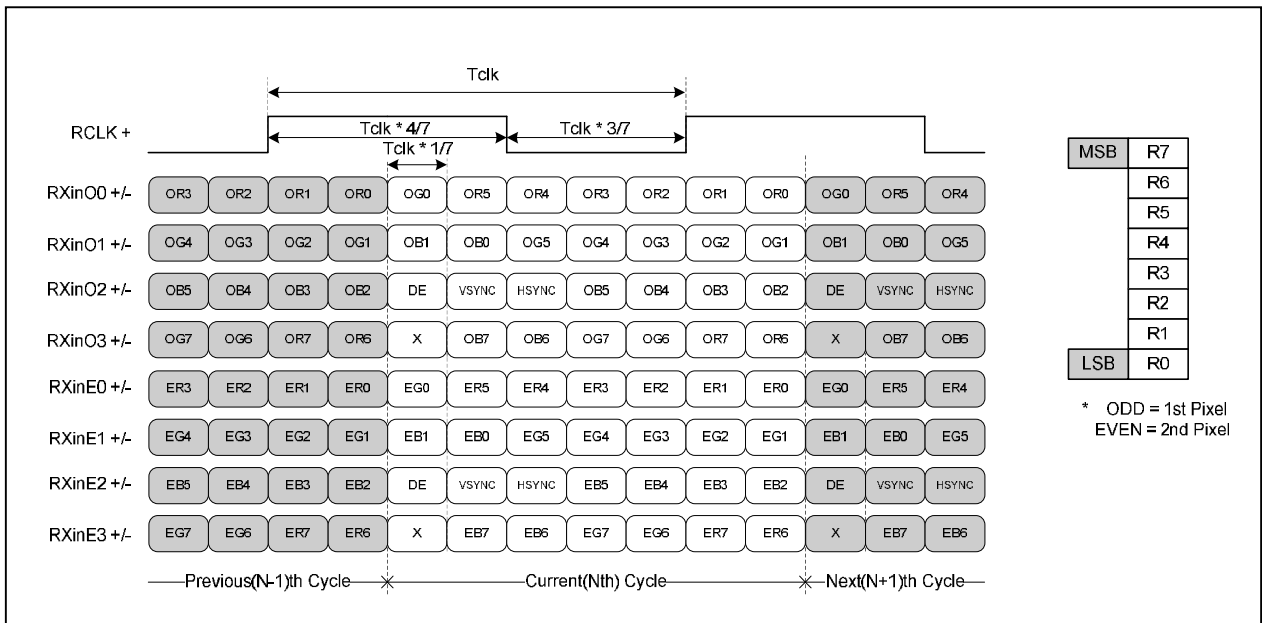 Tclk
RCLK +
Tclk * 4/7 Tclk * 3/7
Tclk * 1/7
RXinO0 +/- OR3 OR2 OR1 OR0 OG0 OR5 OR4 OR3 OR2 OR1 OR0 OG0 OR5 OR4
RXinO1 +/- OG4 OG3 OG2 OG1 OB1 OB0 OG5 OG4 OG3 OG2 OG1 OB1 OB0 OG5
RXinO2 +/- OB5 OB4 OB3 OB2 DE VSYNC HSYNC OB5 OB4 OB3 OB2 DE VSYNC HSYNC
RXinO3 +/- OG7 OG6 OR7 OR6 X OB7 OB6 OG7 OG6 OR7 OR6 X OB7 OB6
RXinE0 +/- ER3 ER2 ER1 ER0 EG0 ER5 ER4 ER3 ER2 ER1 ER0 EG0 ER5 ER4
RXinE1 +/- EG4 EG3 EG2 EG1 EB1 EB0 EG5 EG4 EG3 EG2 EG1 EB1 EB0 EG5
RXinE2 +/- EB5 EB4 EB3 EB2 DE VSYNC HSYNC EB5 EB4 EB3 EB2 DE VSYNC HSYNC
RXinE3 +/- EG7 EG6 ER7 ER6 X EB7 EB6 EG7 EG6 ER7 ER6 X EB7 EB6
Previous(N-1)th Cycle Current(Nth) Cycle Next(N+1)th Cycle
MSB R7
R6
R5
R4
R3
R2
R1
LSB R0
* ODD = 1st Pixel
EVEN = 2nd Pixel